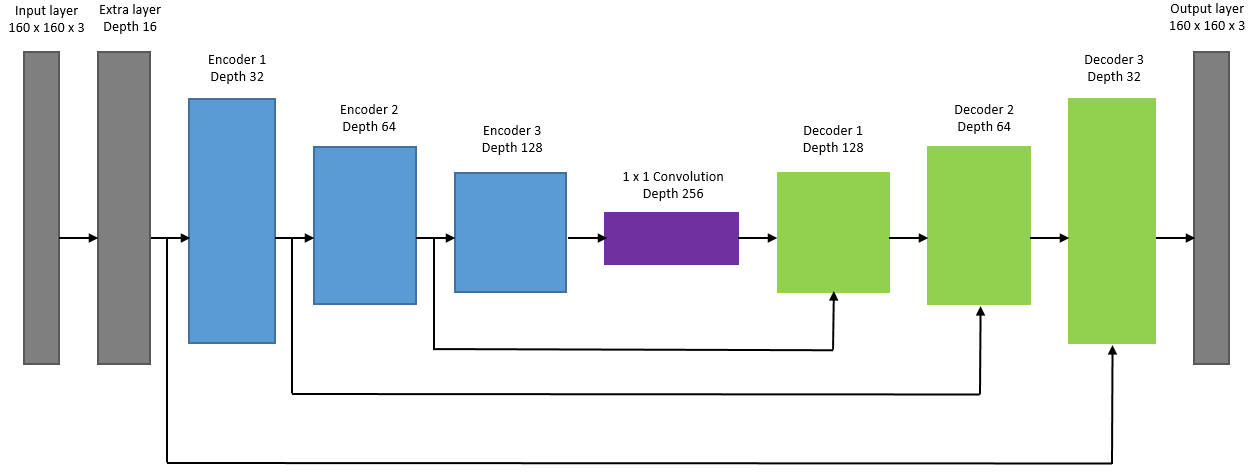 Input layer
160 x 160 x 3
Extra layer
Depth 16
Encoder 1
Depth 32
Encoder 2
Depth 64
Encoder 3
Depth 128
1 x 1 Convolution
Depth 256
Decoder 1
Depth 128
Decoder 2
Depth 64
Decoder 3
Depth 32
Output layer
160 x 160 x 3